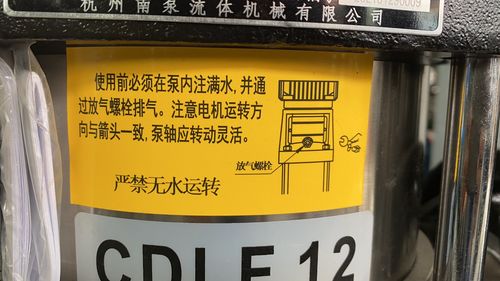 杭州南泵流体机械有限公司
使用前必须在泵内注满水，并通
过放气螺栓排气。注意电机运转方
向与箭头一致，泵轴应转动灵活。
放气螺栓
严禁无水运转
CDLF 12